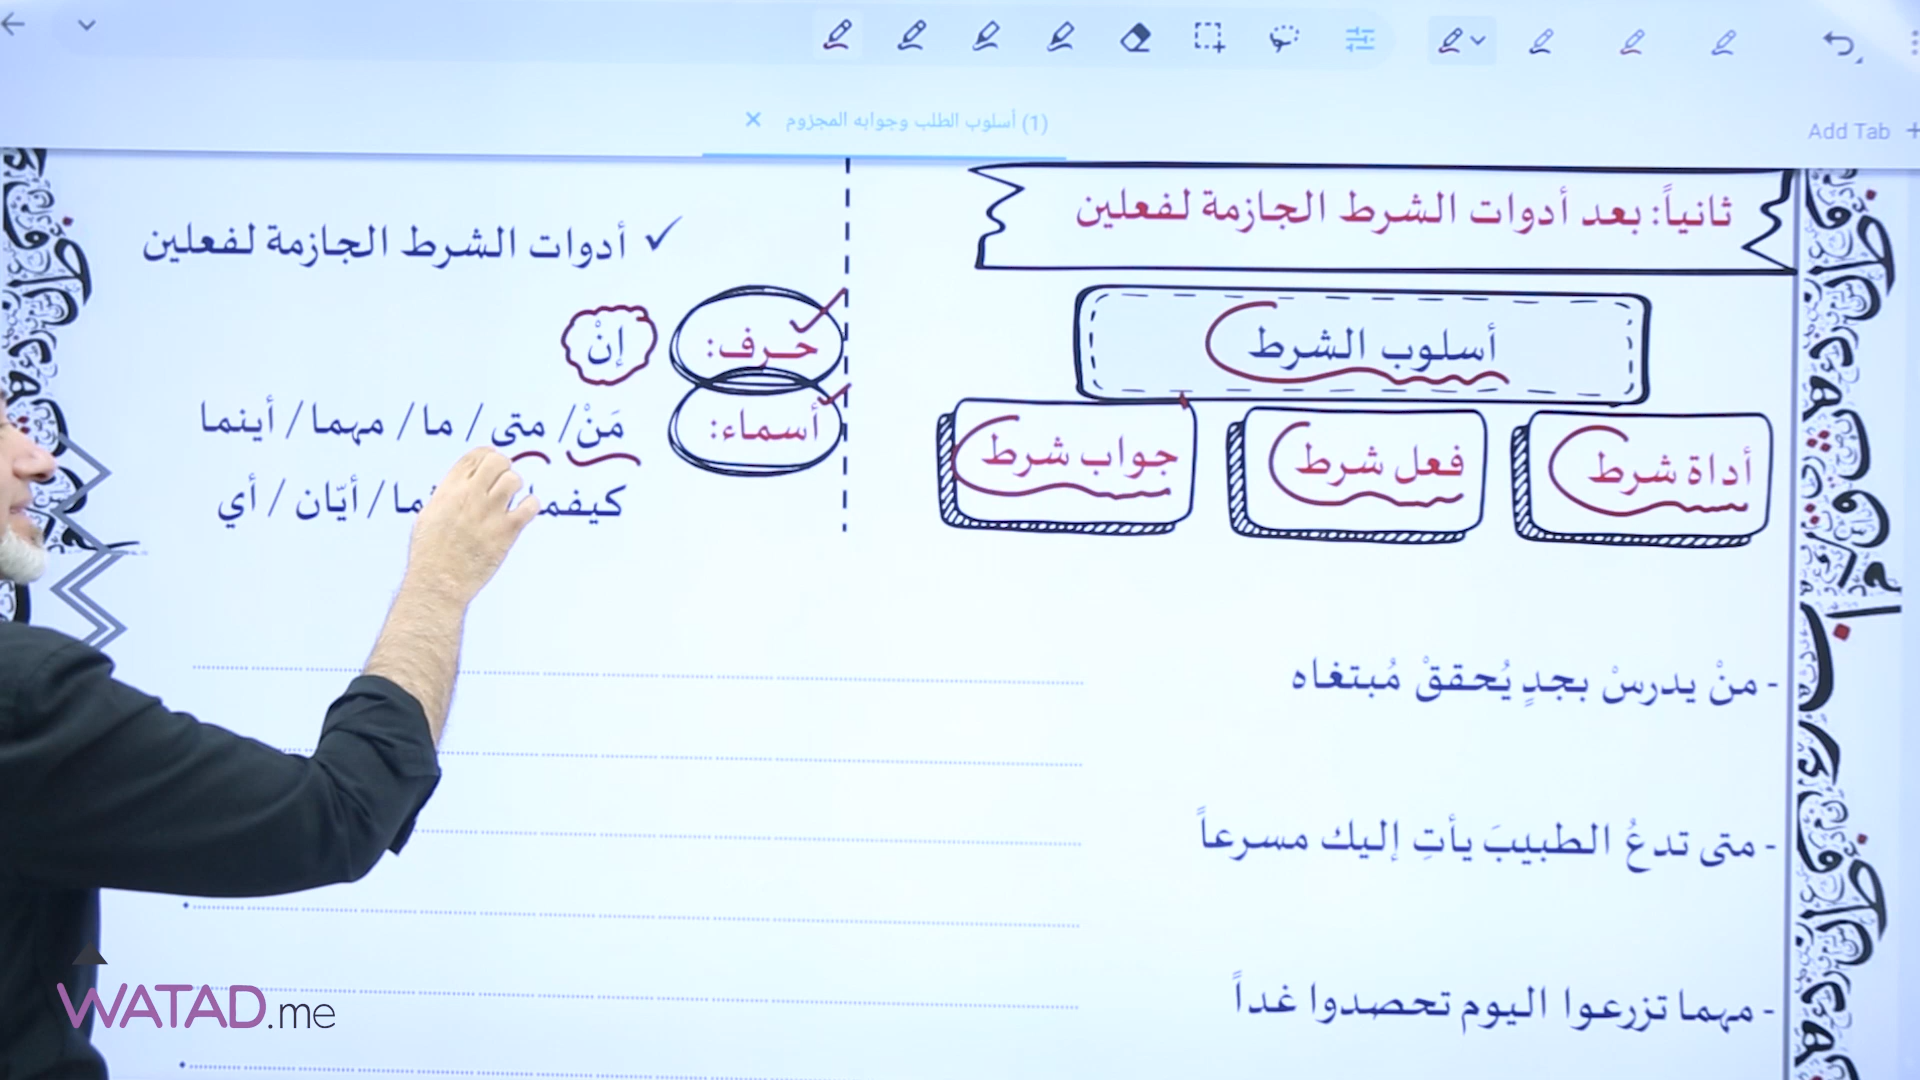 (1) أسلوب الطلب وجوابه المجزوم
Add Tab
ثانياً: بعد أدوات الشرط الجازمة لفعلين
أسلوب الشرط
أداة شرط
فعل شرط
جواب شرط
أدوات الشرط الجازمة لفعلين
حرف: إنْ
أسماء: مَنْ / متى / ما / مهما / أينما
كيفما / أيّان / أي
- منْ يدرسْ بجدٍ يُحققْ مُبتغاه
- متى تدعُ الطبيبَ يأتِ إليك مسرعاً
- مهما تزرعوا اليوم تحصدوا غداً
WATAD.me